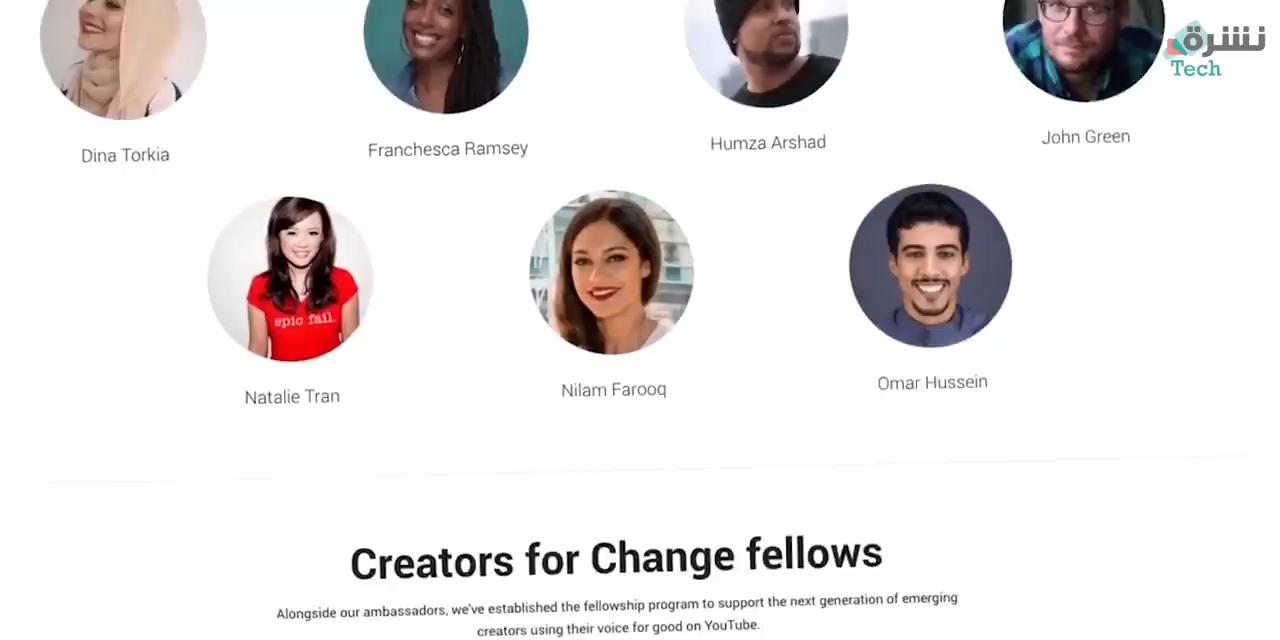 نشرة
Tech
Dina Torkia
Franchesca Ramsey
Humza Arshad
John Green
epic fail
Natalie Tran
Nilam Farooq
Omar Hussein
Creators for Change fellows
Alongside our ambassadors, we've established the fellowship program to support the next generation of emerging
creators using their voice for good on YouTube.